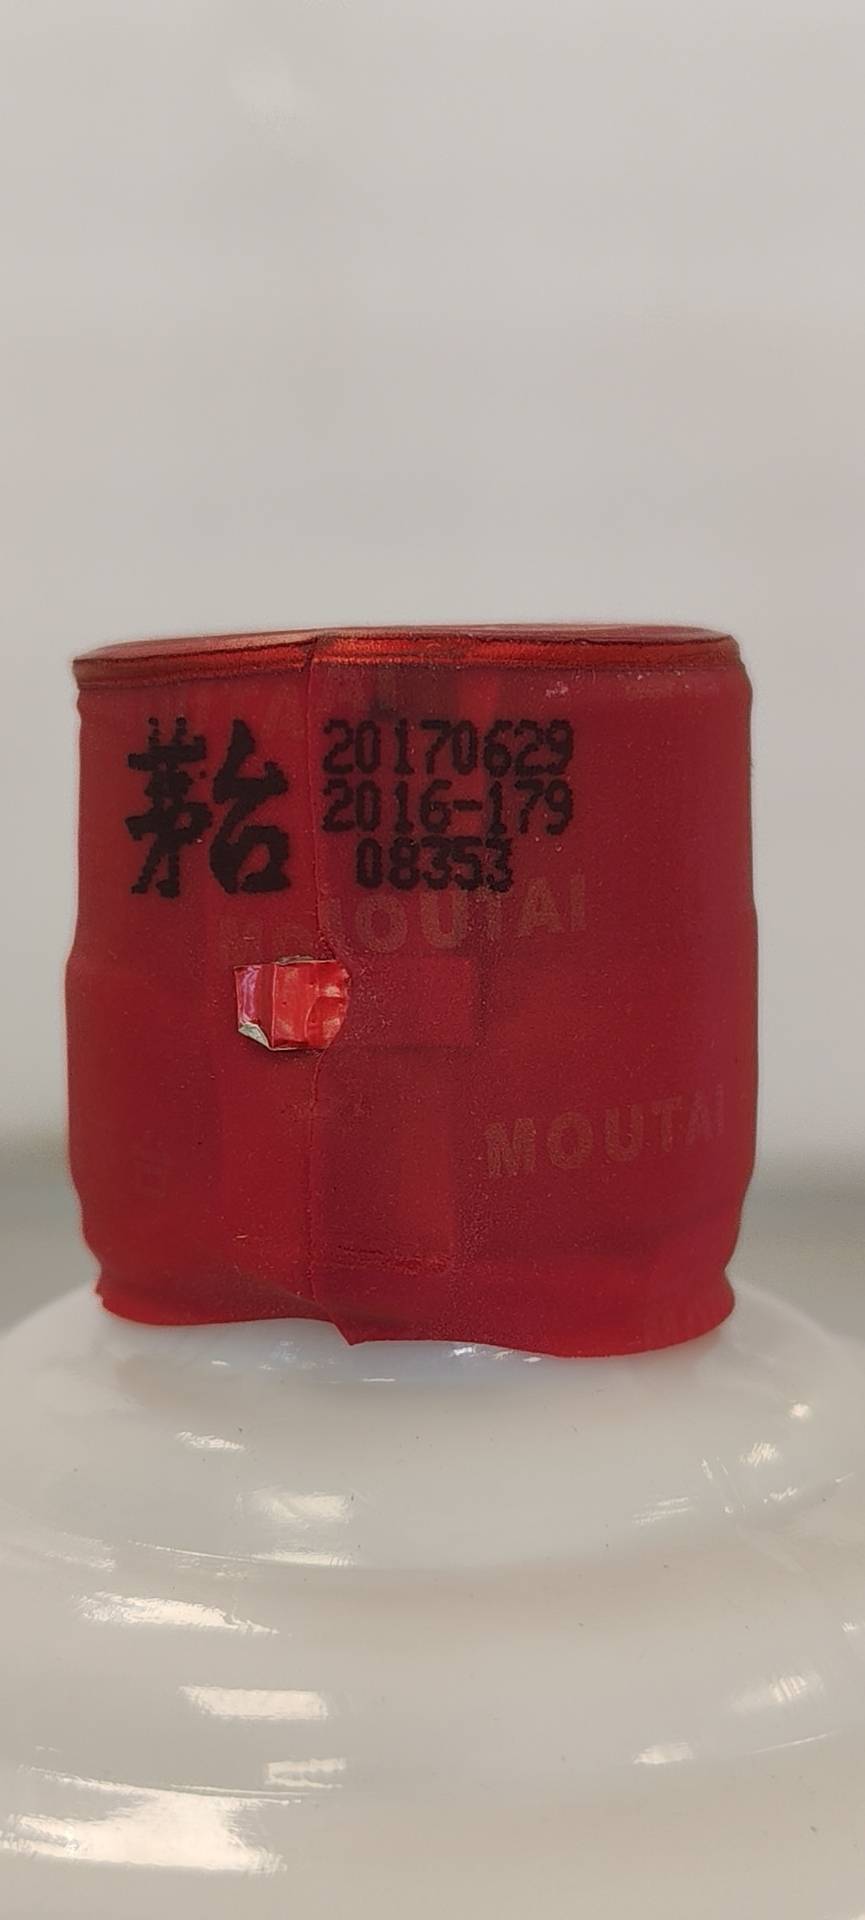 茅台
20170629
2016-179
08353
MOUTAI
MOUTAI